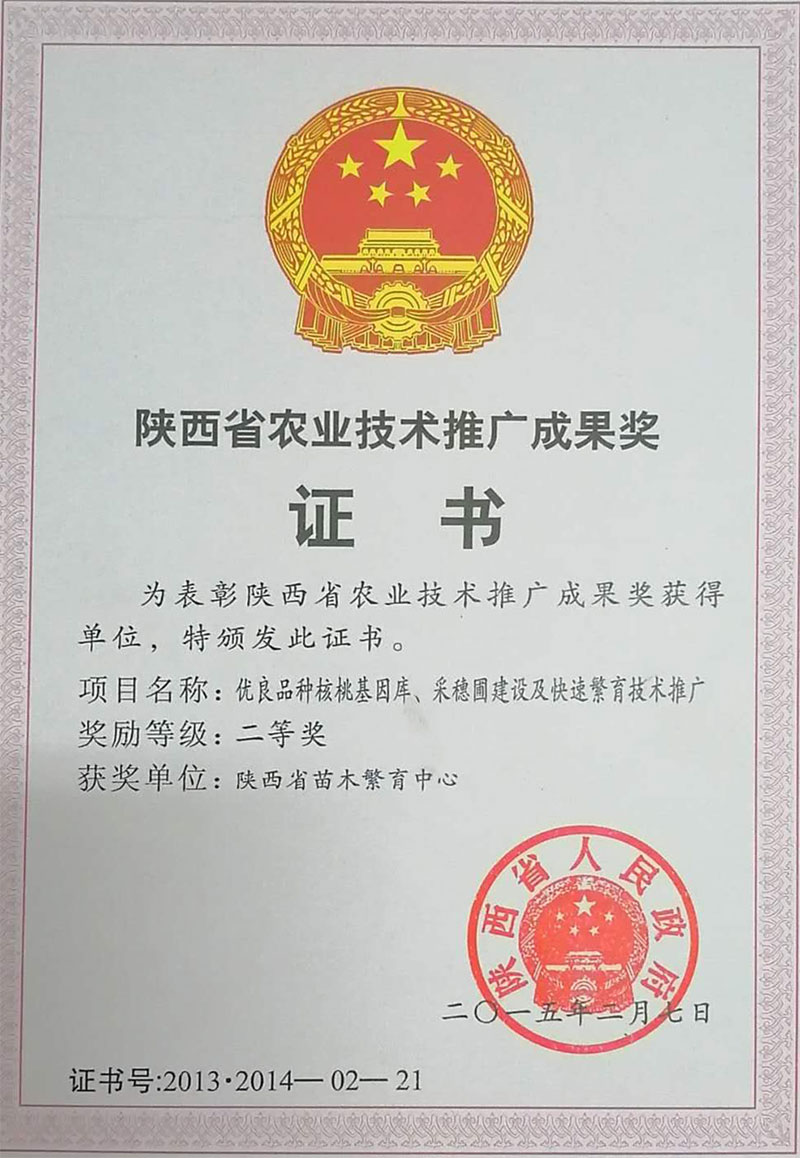 陕西省农业技术推广成果奖
证 书
为表彰陕西省农业技术推广成果奖获得
单位，特颁发此证书。
项目名称：优良品种核桃基因库、采穗圃建设及快速繁育技术推广
奖励等级：二等奖
获奖单位：陕西省苗木繁育中心
陕西省人民政府
二〇一五年二月七日
证书号:2013·2014—02—21